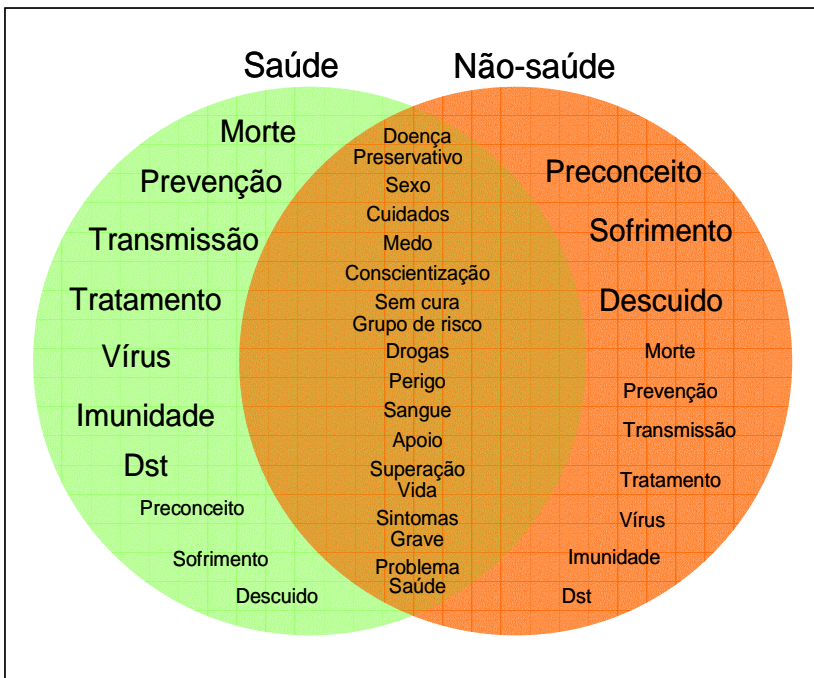 Saúde
Não-saúde
Morte
Prevenção
Transmissão
Tratamento
Vírus
Imunidade
Dst
Preconceito
Sofrimento
Descuido
Doença
Preservativo
Sexo
Cuidados
Medo
Conscientização
Sem cura
Grupo de risco
Drogas
Perigo
Sangue
Apoio
Superação
Vida
Sintomas
Grave
Problema
Saúde
Preconceito
Sofrimento
Descuido
Morte
Prevenção
Transmissão
Tratamento
Vírus
Imunidade
Dst